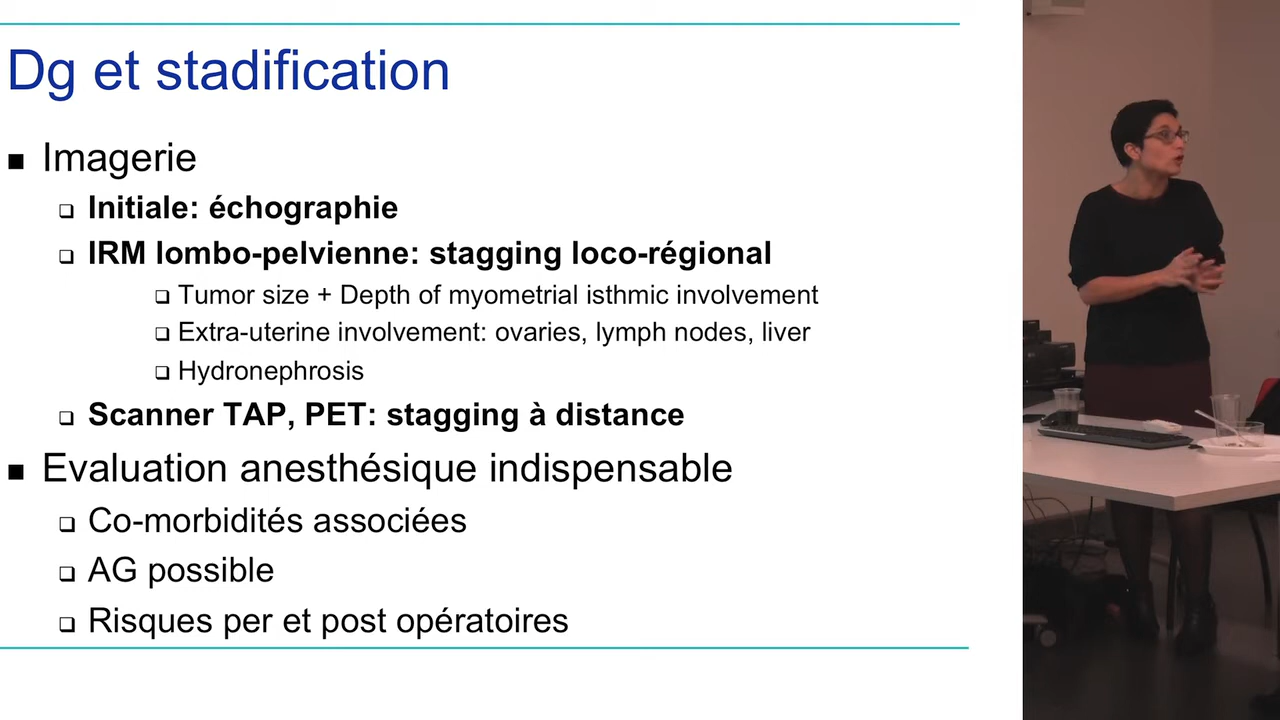 Dg et stadification
Imagerie
Initiale: échographie
IRM lombo-pelvienne: stagging loco-régional
Tumor size + Depth of myometrial isthmic involvement
Extra-uterine involvement: ovaries, lymph nodes, liver
Hydronephrosis
Scanner TAP, PET: stagging à distance
Evaluation anesthésique indispensable
Co-morbidités associées
AG possible
Risques per et post opératoires